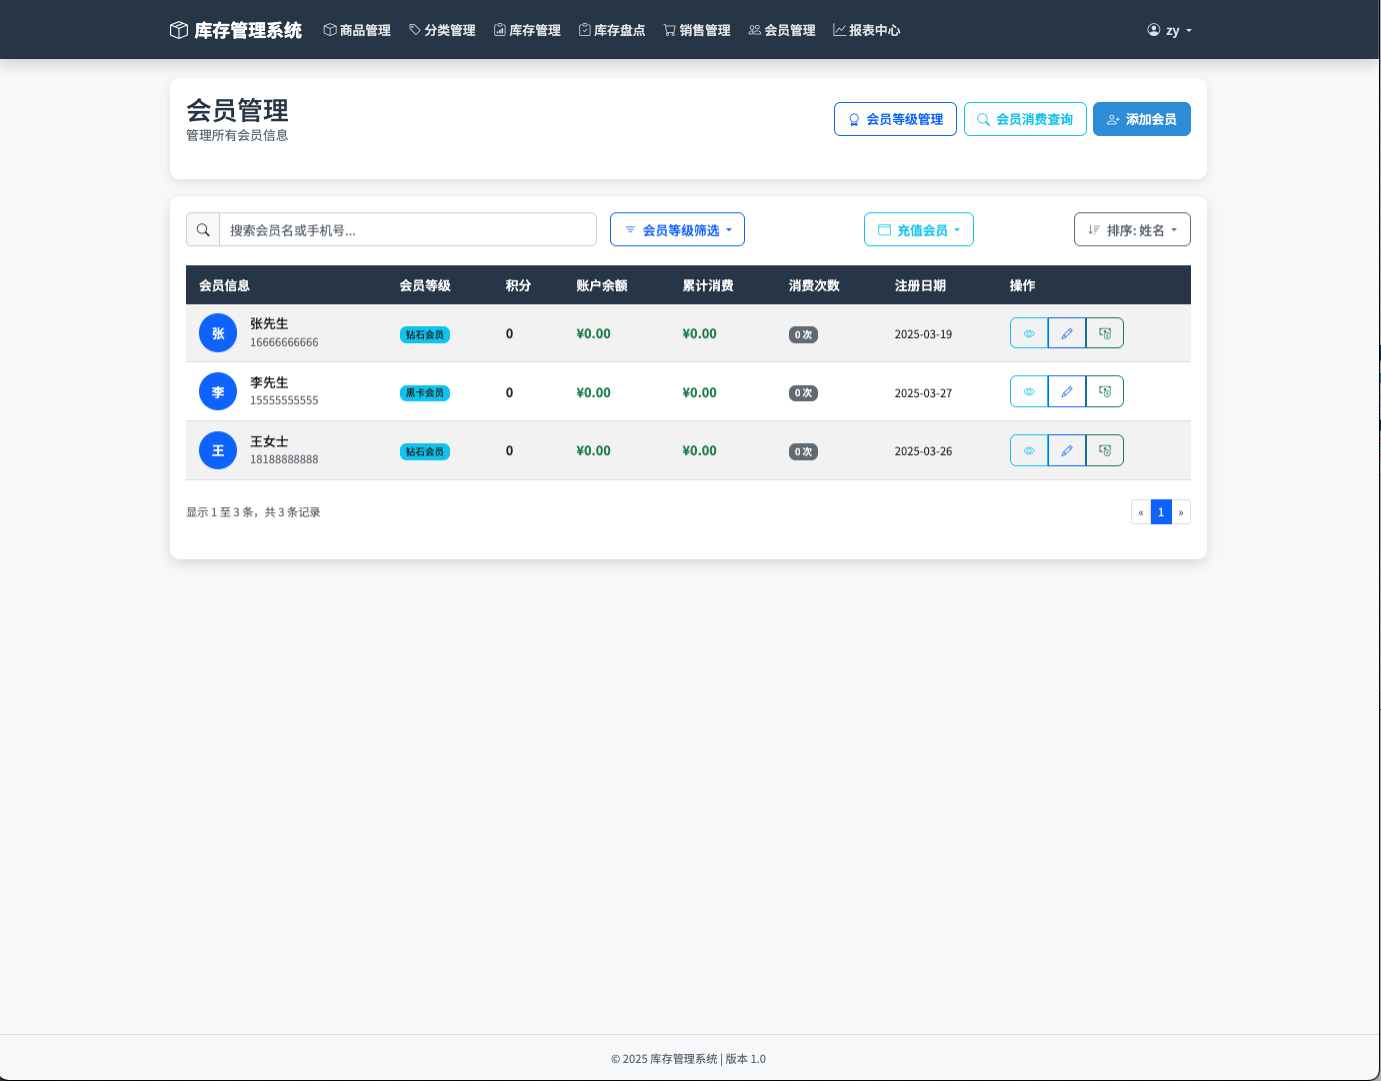 库存管理系统 商品管理 分类管理 库存管理 库存盘点 销售管理 会员管理 报表中心 zy
会员管理
管理所有会员信息
会员等级管理 会员消费查询 添加会员
搜索会员名或手机号... 会员等级筛选 充值会员 排序: 姓名
会员信息 会员等级 积分 账户余额 累计消费 消费次数 注册日期 操作
张 张先生 16666666666 钻石会员 0 ¥0.00 ¥0.00 0 次 2025-03-19
李 李先生 15555555555 黑卡会员 0 ¥0.00 ¥0.00 0 次 2025-03-27
王 王女士 18188888888 钻石会员 0 ¥0.00 ¥0.00 0 次 2025-03-26
显示 1 至 3 条，共 3 条记录 « 1 »
© 2025 库存管理系统 | 版本 1.0